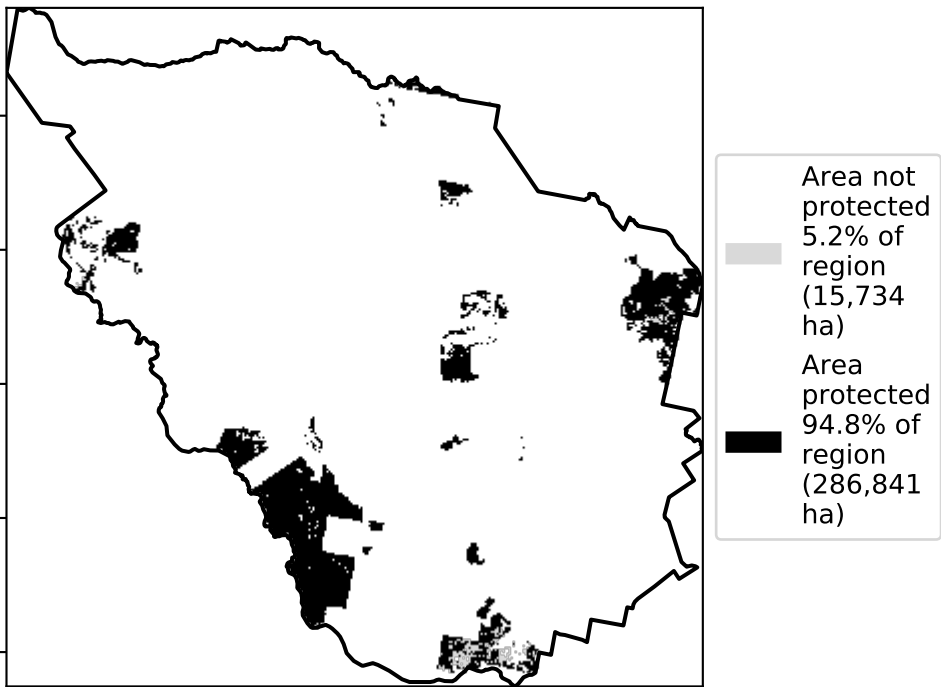 Area not
protected
5.2% of
region
(15,734
ha)
Area
protected
94.8% of
region
(286,841
ha)